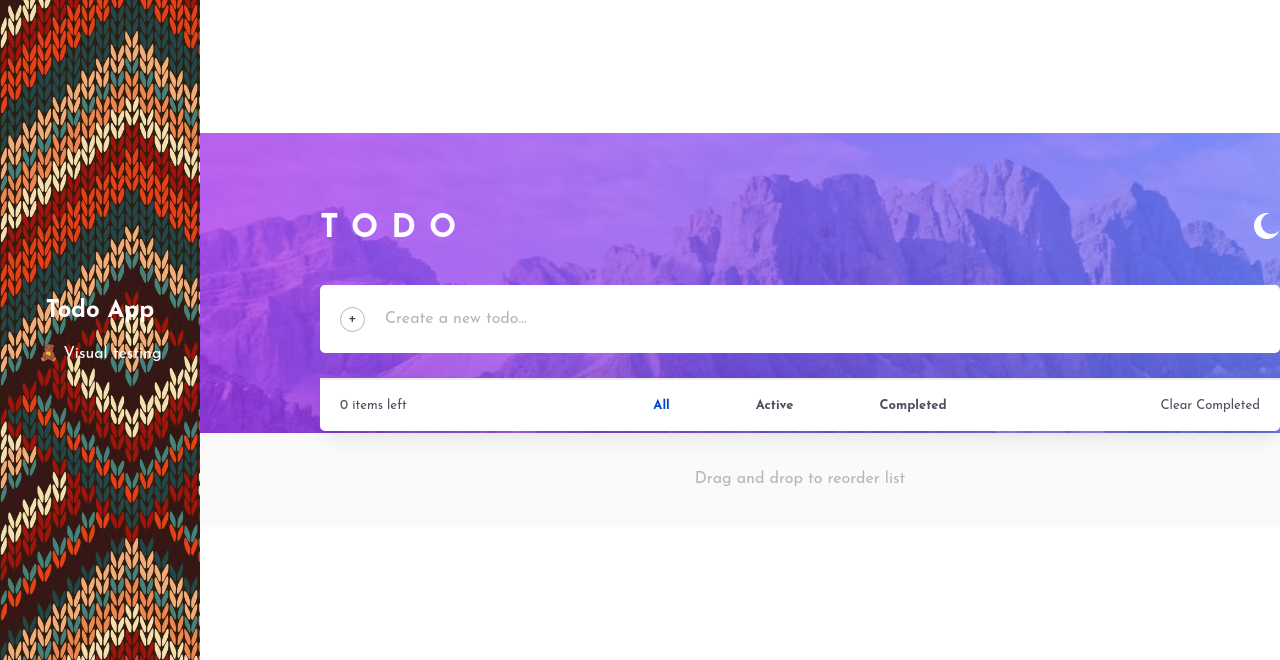 Todo App
🧸 Visual testing
TODO
+
Create a new todo...
0 items left
All
Active
Completed
Clear Completed
Drag and drop to reorder list